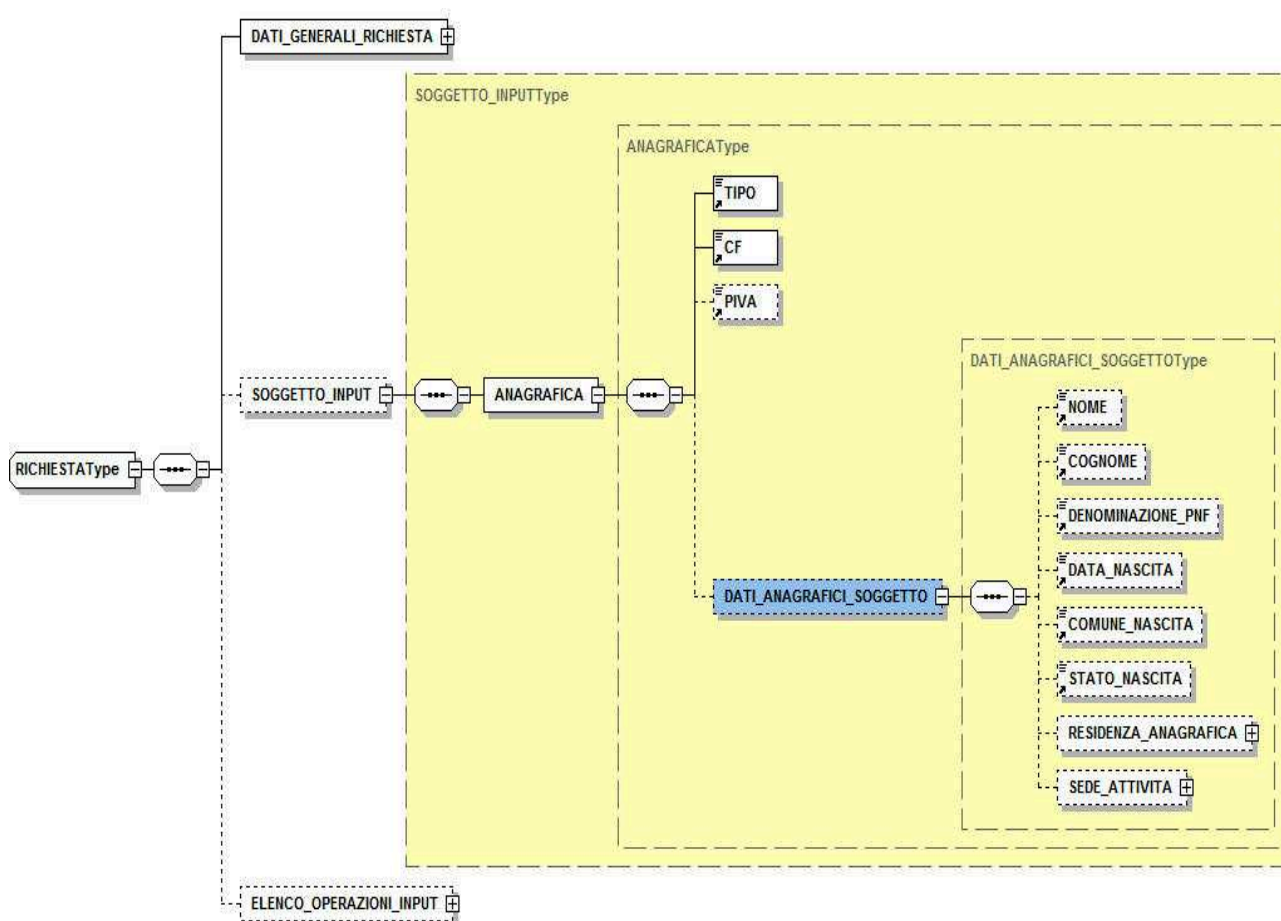 DATI_GENERALI_RICHIESTA
SOGGETTO_INPUTType
ANAGRAFICAType
TIPO
CF
PIVA
DATI_ANAGRAFICI_SOGGETTOType
SOGGETTO_INPUT
ANAGRAFICA
NOME
COGNOME
RICHIESTAType
DENOMINAZIONE_PNF
DATA_NASCITA
DATI_ANAGRAFICI_SOGGETTO
COMUNE_NASCITA
STATO_NASCITA
RESIDENZA_ANAGRAFICA
SEDE_ATTIVITA
ELENCO_OPERAZIONI_INPUT